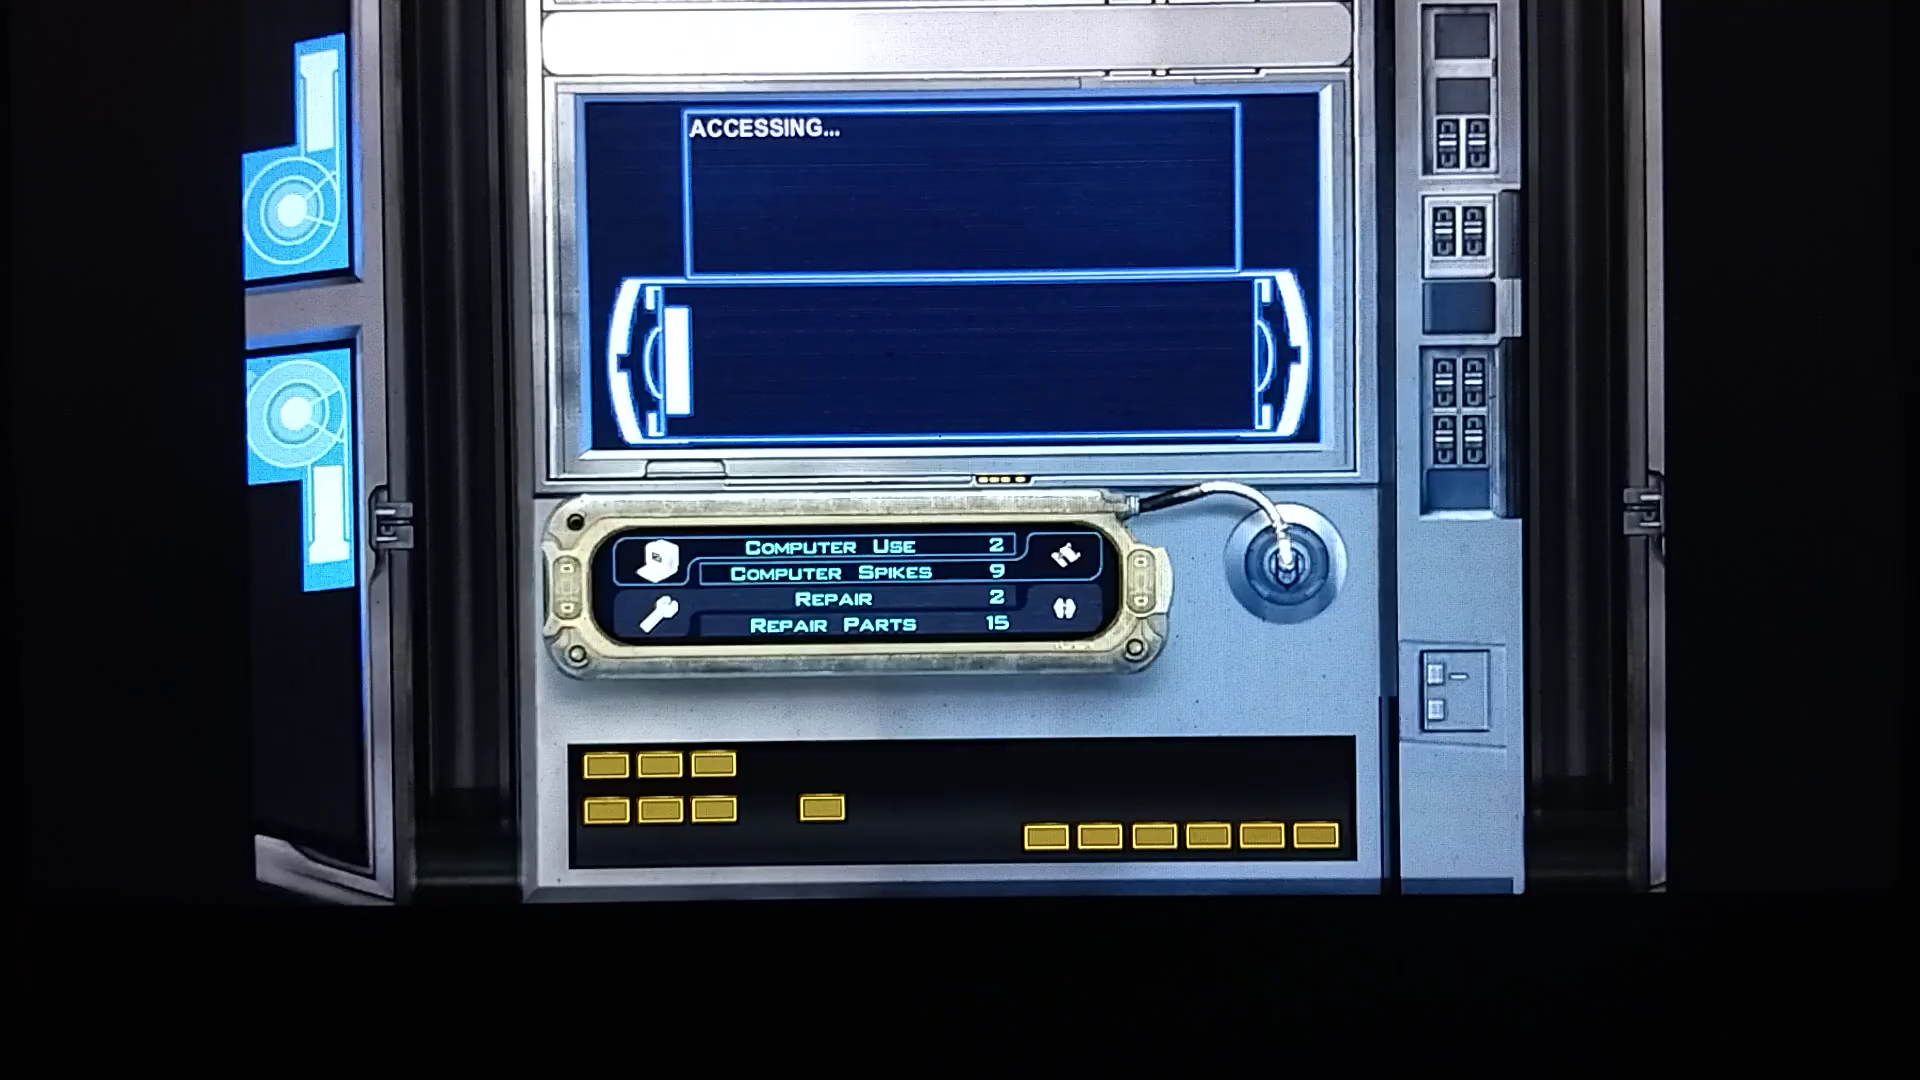 ACCESSING...
COMPUTER USE 2
COMPUTER SPIKES 9
REPAIR 2
REPAIR PARTS 15